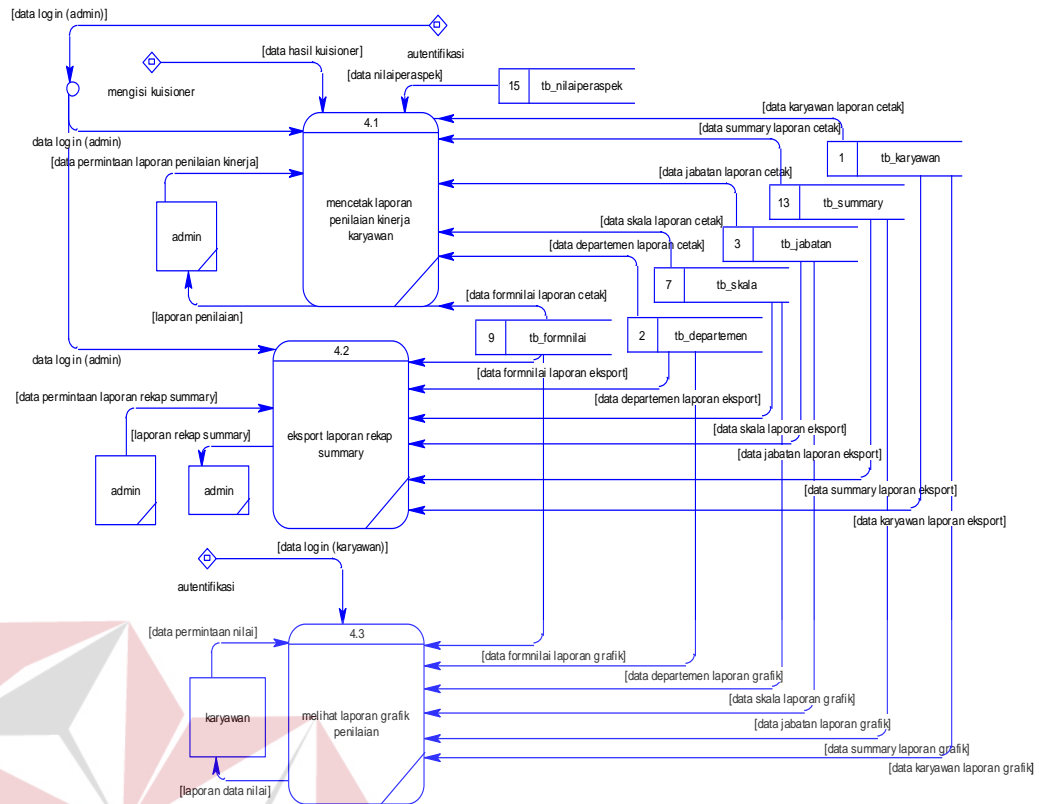 [data login (admin)]
autentifikasi
[data hasil kuisioner]
mengisi kuisioner
[data nilaiperaspek]
15 tb_nilaiperaspek
data login (admin)
4.1
mencetak laporan
penilaian kinerja
karyawan
[data permintaan laporan penilaian kinerja]
admin
[laporan penilaian]
[data karyawan laporan cetak]
1 tb_karyawan
[data summary laporan cetak]
13 tb_summary
[data jabatan laporan cetak]
3 tb_jabatan
[data skala laporan cetak]
7 tb_skala
[data departemen laporan cetak]
2 tb_departemen
[data formnilai laporan cetak]
9 tb_formnilai
data login (admin)
4.2
eksport laporan rekap
summary
[data permintaan laporan rekap summary]
admin
[laporan rekap summary]
admin
[data formnilai laporan eksport]
[data departemen laporan eksport]
[data skala laporan eksport]
[data jabatan laporan eksport]
[data summary laporan eksport]
[data karyawan laporan eksport]
[data login (karyawan)]
autentifikasi
4.3
melihat laporan grafik
penilaian
[data permintaan nilai]
karyawan
[laporan data nilai]
[data formnilai laporan grafik]
[data departemen laporan grafik]
[data skala laporan grafik]
[data jabatan laporan grafik]
[data summary laporan grafik]
[data karyawan laporan grafik]